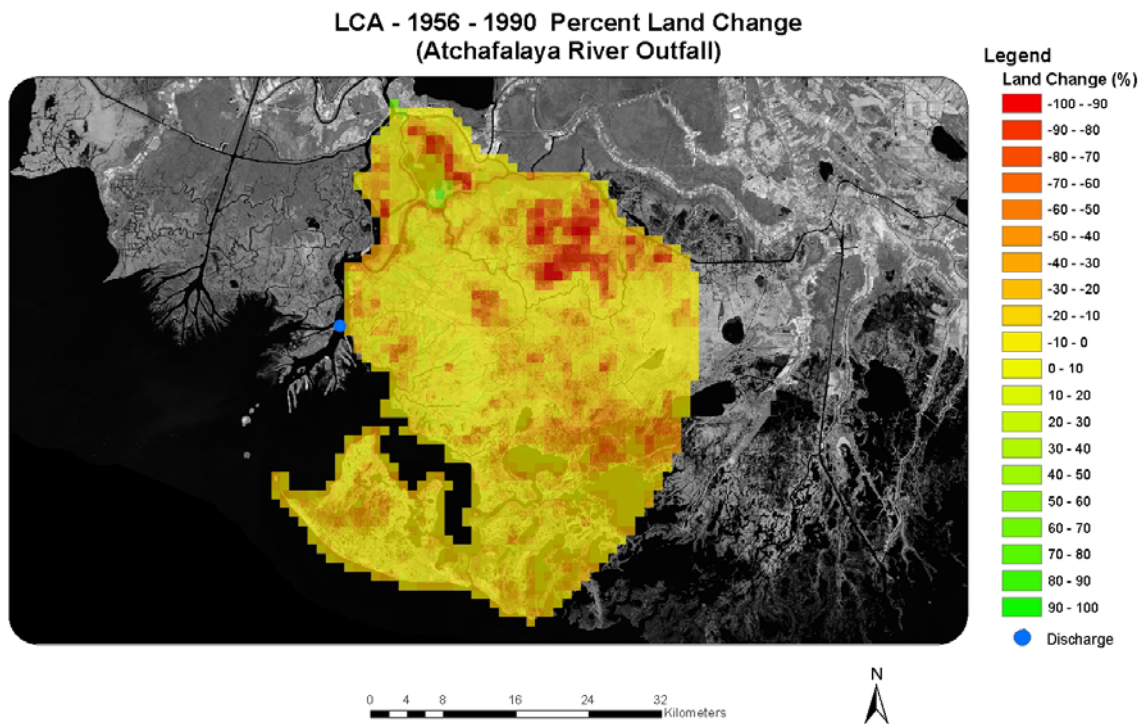 LCA - 1956 - 1990 Percent Land Change
(Atchafalaya River Outfall)
Legend
Land Change (%)
-100 - -90
-90 - -80
-80 - -70
-70 - -60
-60 - -50
-50 - -40
-40 - -30
-30 - -20
-20 - -10
-10 - 0
0 - 10
10 - 20
20 - 30
30 - 40
40 - 50
50 - 60
60 - 70
70 - 80
80 - 90
90 - 100
Discharge
N
0 4 8 16 24 32
Kilometers